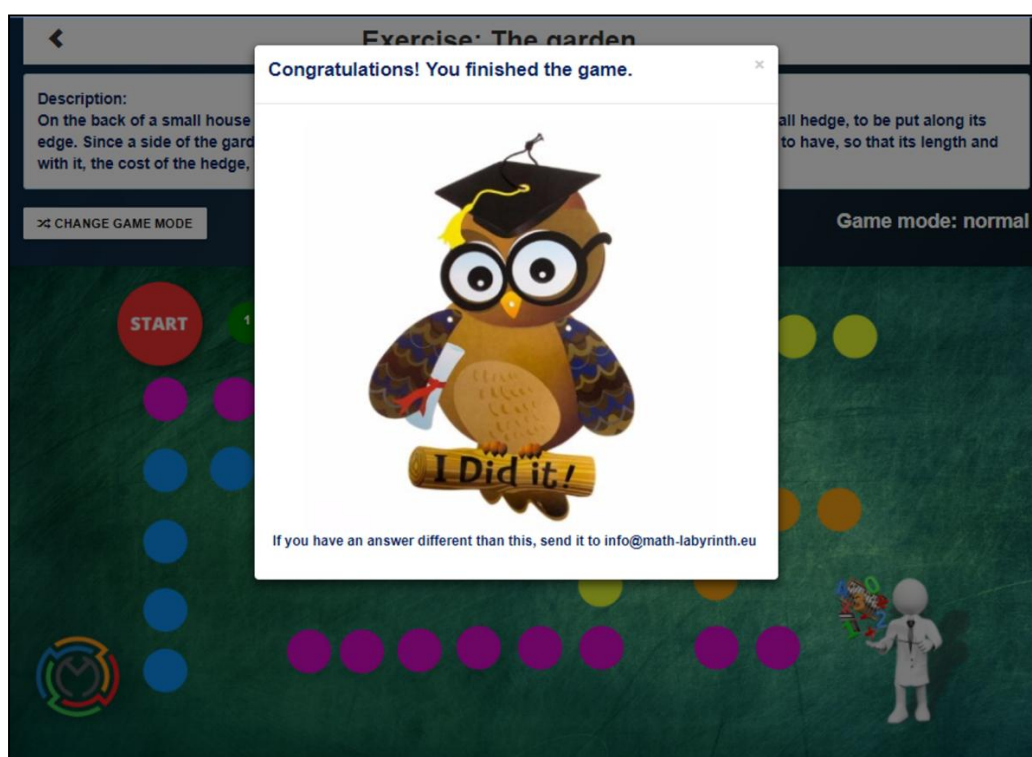 Exercise: The garden
Congratulations! You finished the game.
×
Description:
On the back of a small house
all hedge, to be put along its
edge. Since a side of the gard
to have, so that its length and
with it, the cost of the hedge,
CHANGE GAME MODE
Game mode: normal
START
1
I Did it!
If you have an answer different than this, send it to info@math-labyrinth.eu